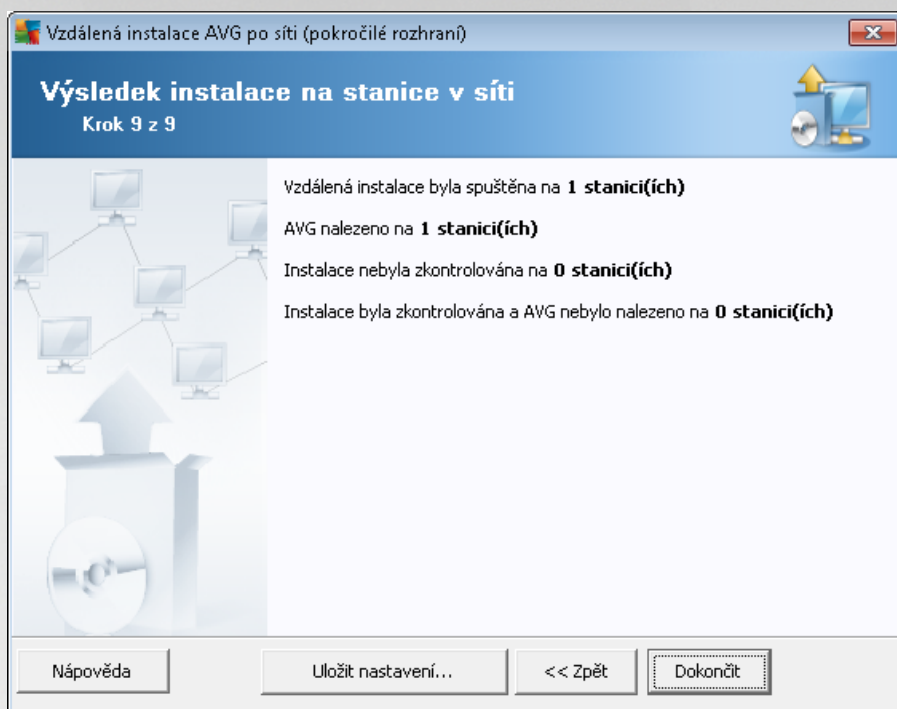 Vzdálená instalace AVG po síti (pokročilé rozhraní)
Výsledek instalace na stanice v síti
Krok 9 z 9
Vzdálená instalace byla spuštěna na 1 stanici(ích)
AVG nalezeno na 1 stanici(ích)
Instalace nebyla zkontrolována na 0 stanici(ích)
Instalace byla zkontrolována a AVG nebylo nalezeno na 0 stanici(ích)
Nápověda
Uložit nastavení...
<< Zpět
Dokončit